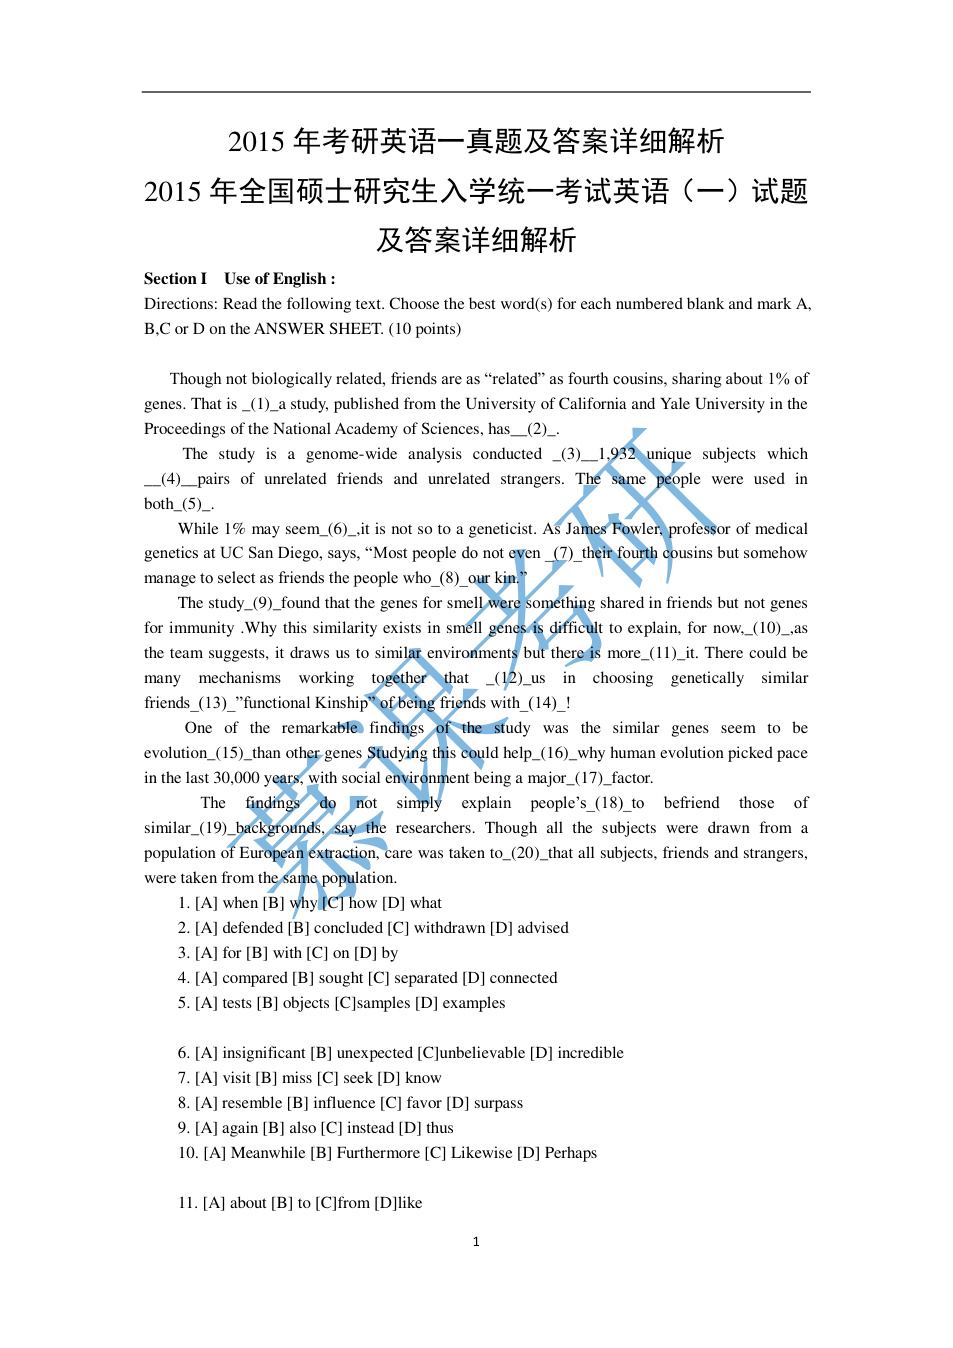 2015 年考研英语一真题及答案详细解析
2015 年全国硕士研究生入学统一考试英语（一）试题
及答案详细解析
Section I Use of English :
Directions: Read the following text. Choose the best word(s) for each numbered blank and mark A,
B,C or D on the ANSWER SHEET. (10 points)
Though not biologically related, friends are as “related” as fourth cousins, sharing about 1% of
genes. That is _(1)_a study, published from the University of California and Yale University in the
Proceedings of the National Academy of Sciences, has__(2)_.
The study is a genome-wide analysis conducted _(3)__1,932 unique subjects which
__(4)__pairs of unrelated friends and unrelated strangers. The same people were used in
both_(5)_.
While 1% may seem_(6)_,it is not so to a geneticist. As James Fowler, professor of medical
genetics at UC San Diego, says, “Most people do not even _(7)_their fourth cousins but somehow
manage to select as friends the people who_(8)_our kin.”
The study_(9)_found that the genes for smell were something shared in friends but not genes
for immunity .Why this similarity exists in smell genes is difficult to explain, for now,_(10)_,as
the team suggests, it draws us to similar environments but there is more_(11)_it. There could be
many mechanisms working together that _(12)_us in choosing genetically similar
friends_(13)_”functional Kinship” of being friends with_(14)_!
One of the remarkable findings of the study was the similar genes seem to be
evolution_(15)_than other genes Studying this could help_(16)_why human evolution picked pace
in the last 30,000 years, with social environment being a major_(17)_factor.
The findings do not simply explain people’s_(18)_to befriend those of
similar_(19)_backgrounds, say the researchers. Though all the subjects were drawn from a
population of European extraction, care was taken to_(20)_that all subjects, friends and strangers,
were taken from the same population.
1. [A] when [B] why [C] how [D] what
2. [A] defended [B] concluded [C] withdrawn [D] advised
3. [A] for [B] with [C] on [D] by
4. [A] compared [B] sought [C] separated [D] connected
5. [A] tests [B] objects [C]samples [D] examples
6. [A] insignificant [B] unexpected [C]unbelievable [D] incredible
7. [A] visit [B] miss [C] seek [D] know
8. [A] resemble [B] influence [C] favor [D] surpass
9. [A] again [B] also [C] instead [D] thus
10. [A] Meanwhile [B] Furthermore [C] Likewise [D] Perhaps
11. [A] about [B] to [C]from [D]like
1
慕课考研